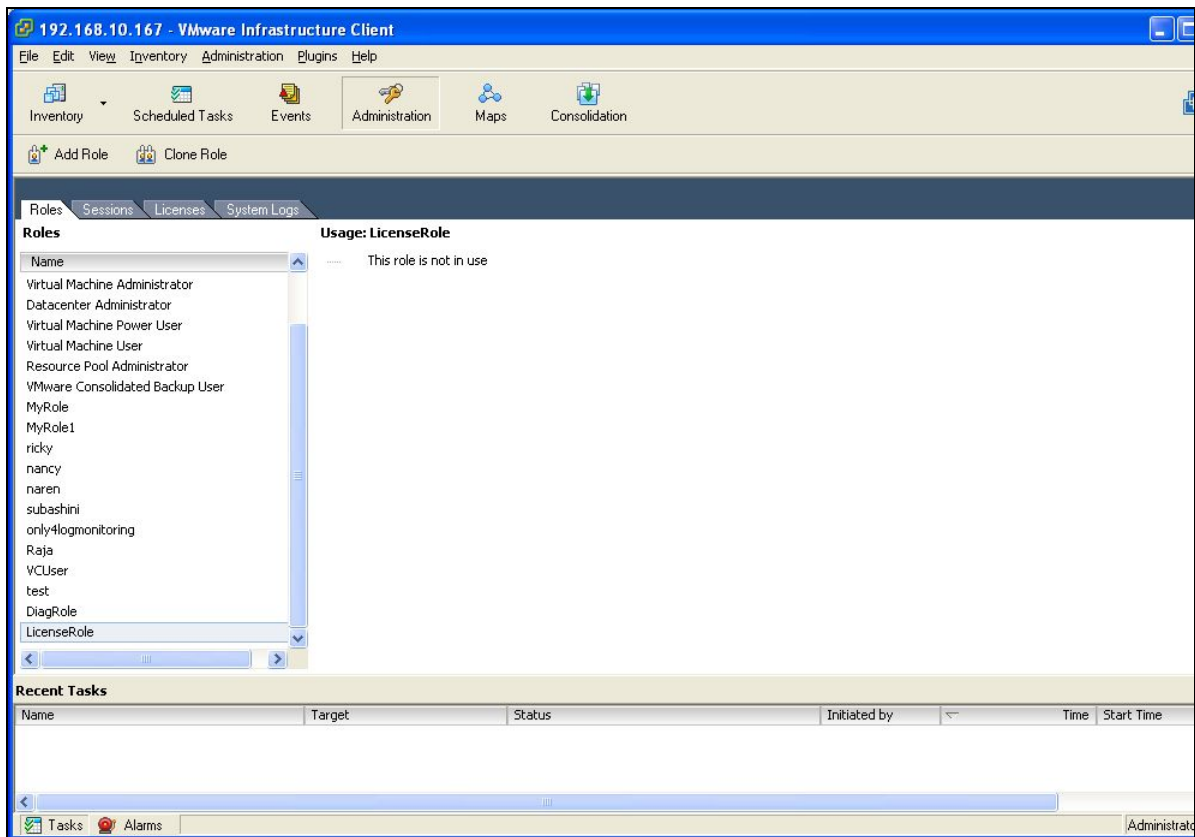 192.168.10.167 - VMware Infrastructure Client
File Edit View Inventory Administration Plugins Help
Inventory Scheduled Tasks Events Administration Maps Consolidation
Add Role Clone Role
Roles Sessions Licenses System Logs
Roles
Usage: LicenseRole
Name
This role is not in use
Virtual Machine Administrator
Datacenter Administrator
Virtual Machine Power User
Virtual Machine User
Resource Pool Administrator
VMware Consolidated Backup User
MyRole
MyRole1
ricky
nancy
naren
subashini
only4logmonitoring
Raja
VCUser
test
DiagRole
LicenseRole
Recent Tasks
Name Target Status Initiated by Time Start Time
Tasks Alarms Administrato